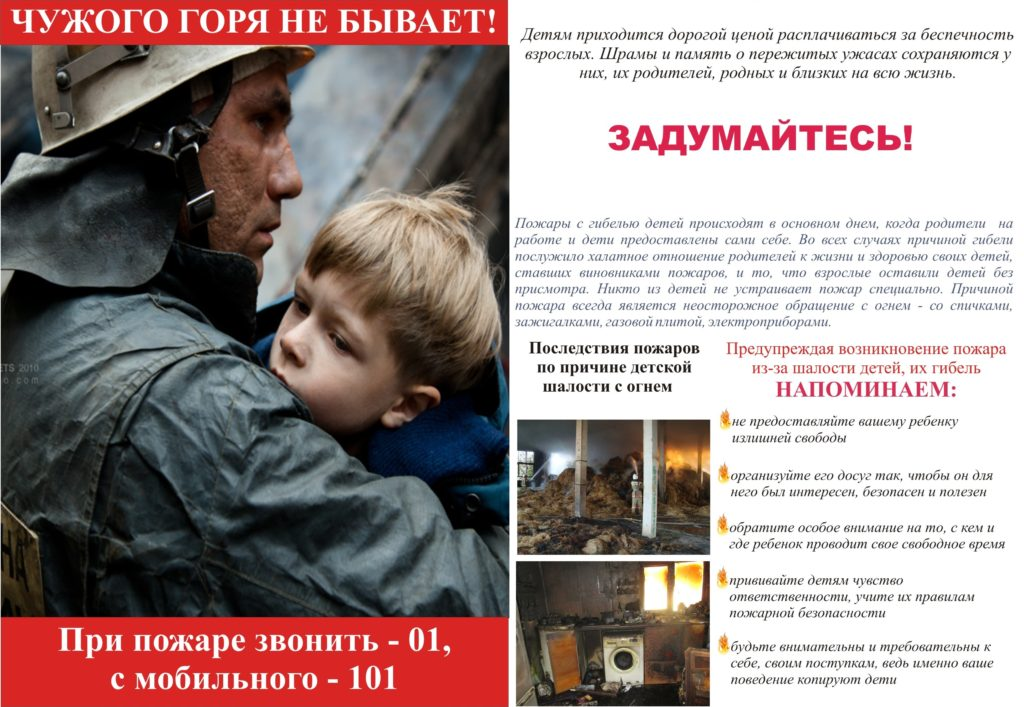 ЧУЖОГО ГОРЯ НЕ БЫВАЕТ!
ETS 2010
o.com
НА
При пожаре звонить - 01,
с мобильного - 101
Детям приходится дорогой ценой расплачиваться за беспечность
взрослых. Шрамы и память о пережитых ужасах сохраняются у
них, их родителей, родных и близких на всю жизнь.
ЗАДУМАЙТЕСЬ!
Пожары с гибелью детей происходят в основном днем, когда родители на
работе и дети предоставлены сами себе. Во всех случаях причиной гибели
послужило халатное отношение родителей к жизни и здоровью своих детей,
ставших виновниками пожаров, и то, что взрослые оставили детей без
присмотра. Никто из детей не устраивает пожар специально. Причиной
пожара всегда является неосторожное обращение с огнем - со спичками,
зажигалками, газовой плитой, электроприборами.
Последствия пожаров
по причине детской
шалости с огнем
Предупреждая возникновение пожара
из-за шалости детей, их гибель
НАПОМИНАЕМ:
не предоставляйте вашему ребенку
излишней свободы
организуйте его досуг так, чтобы он для
него был интересен, безопасен и полезен
обратите особое внимание на то, с кем и
где ребенок проводит свое свободное время
прививайте детям чувство
ответственности, учите их правилам
пожарной безопасности
будьте внимательны и требовательны к
себе, своим поступкам, ведь именно ваше
поведение копируют дети